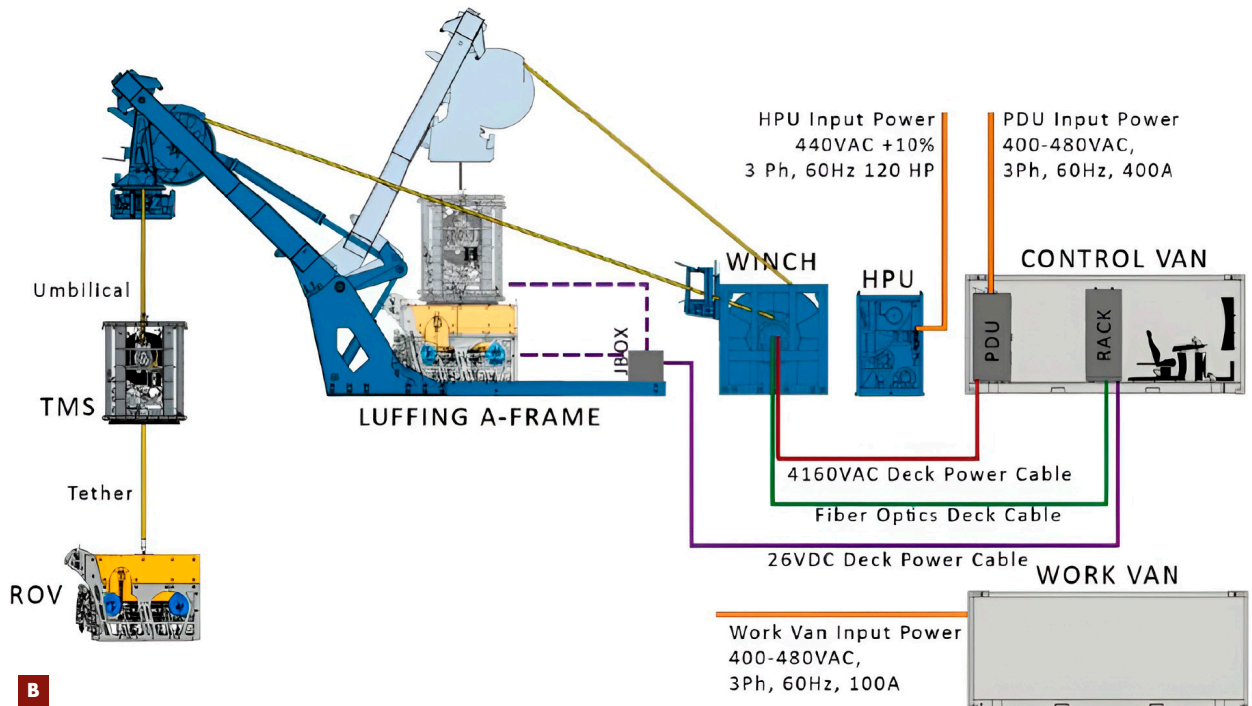 HPU Input Power
440VAC +10%
3 Ph, 60Hz 120 HP
PDU Input Power
400-480VAC,
3Ph, 60Hz, 400A
WINCH
HPU
CONTROL VAN
PDU
RACK
Umbilical
TMS
JBOX
LUFFING A-FRAME
Tether
ROV
4160VAC Deck Power Cable
Fiber Optics Deck Cable
26VDC Deck Power Cable
WORK VAN
Work Van Input Power
400-480VAC,
3Ph, 60Hz, 100A
B